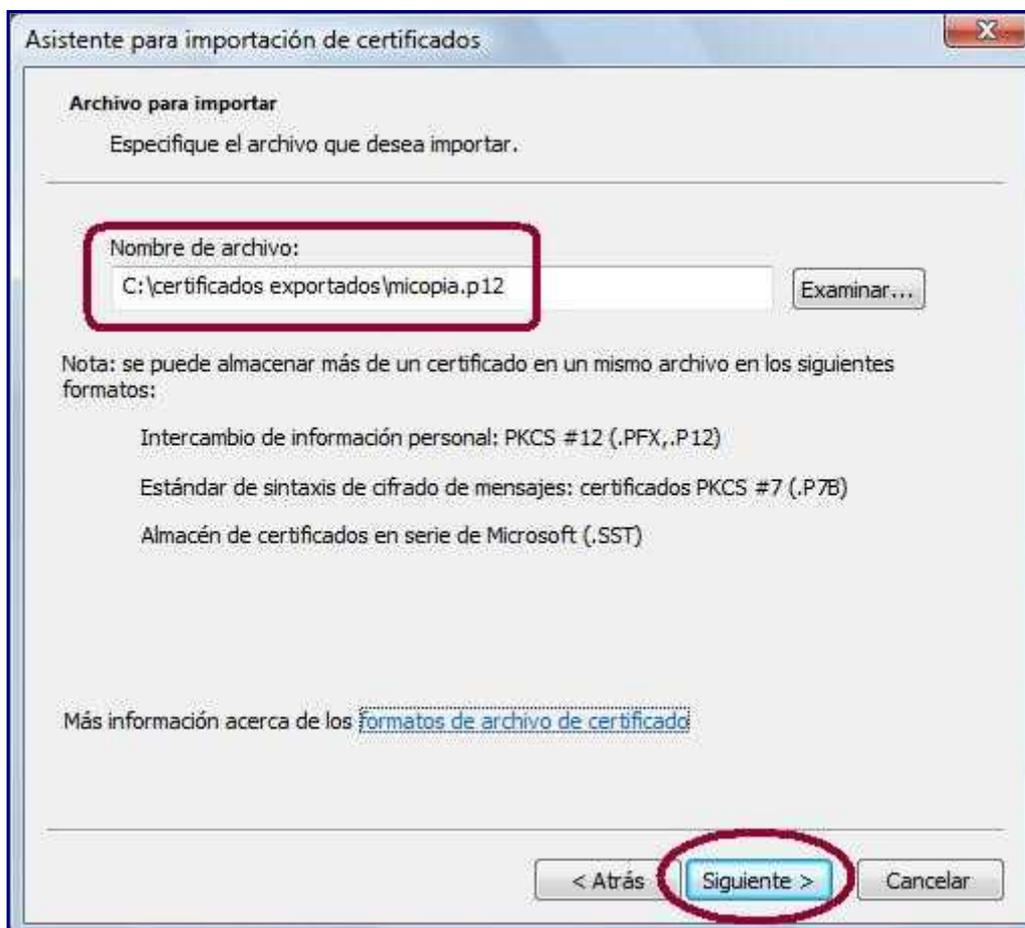 Asistente para importación de certificados
Archivo para importar
Especifique el archivo que desea importar.
Nombre de archivo:
C:\certificados exportados\micopia.p12
Examinar...
Nota: se puede almacenar más de un certificado en un mismo archivo en los siguientes
formatos:
Intercambio de información personal: PKCS #12 (.PFX,.P12)
Estándar de sintaxis de cifrado de mensajes: certificados PKCS #7 (.P7B)
Almacén de certificados en serie de Microsoft (.SST)
Más información acerca de los formatos de archivo de certificado
< Atrás Siguiente > Cancelar